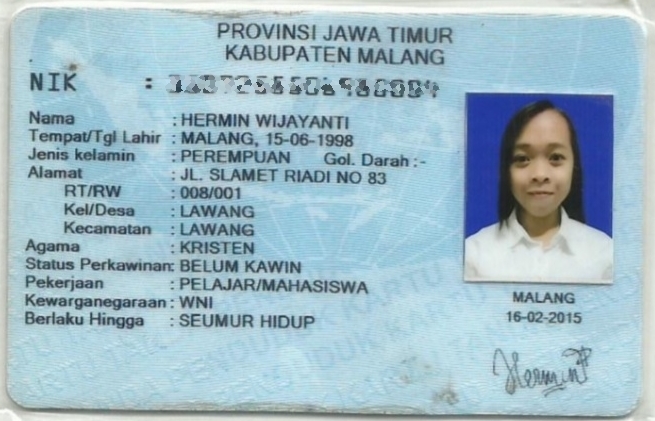 PROVINSI JAWA TIMUR
KABUPATEN MALANG
NIK :
Nama : HERMIN WIJAYANTI
Tempat/Tgl Lahir : MALANG, 15-06-1998
Jenis kelamin : PEREMPUAN Gol. Darah :-
Alamat : JL. SLAMET RIADI NO 83
RT/RW : 008/001
Kel/Desa : LAWANG
Kecamatan : LAWANG
Agama : KRISTEN
Status Perkawinan: BELUM KAWIN
Pekerjaan : PELAJAR/MAHASISWA
Kewarganegaraan: WNI
Berlaku Hingga : SEUMUR HIDUP
MALANG
16-02-2015
Hermin